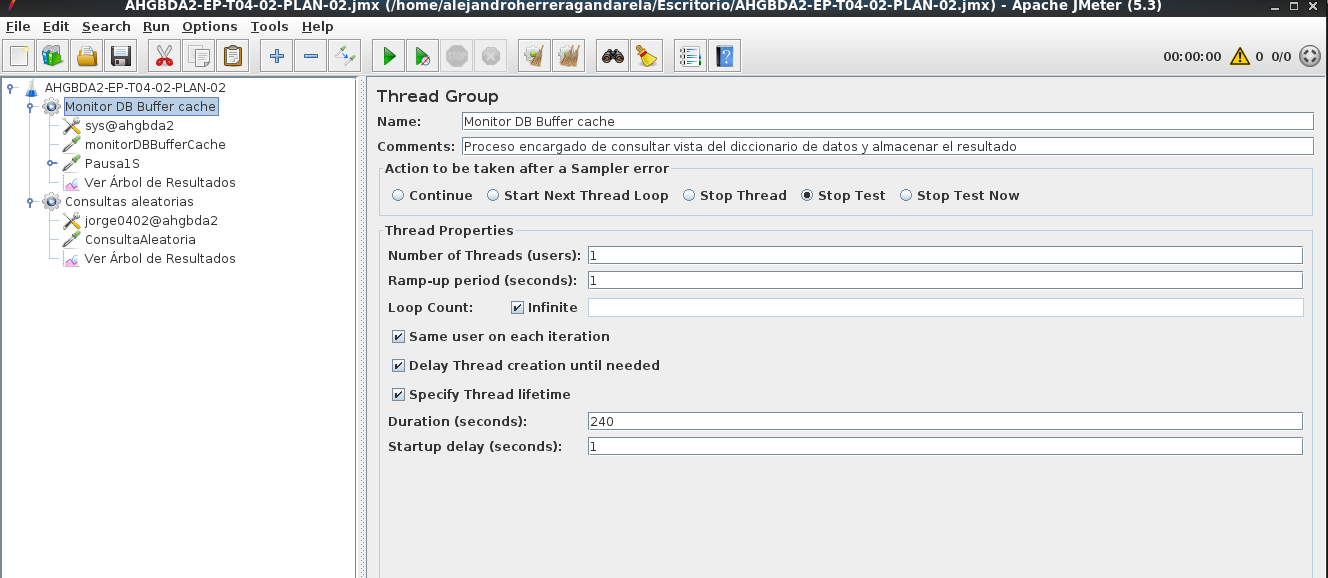 AHGBDA2-EP-T04-02-PLAN-02.jmx (/home/alejandroherreragandarela/Escritorio/AHGBDA2-EP-T04-02-PLAN-02.jmx) - Apache JMeter (5.3)
File Edit Search Run Options Tools Help
00:00:00 0 0/0
AHGBDA2-EP-T04-02-PLAN-02
Monitor DB Buffer cache
sys@ahgbda2
monitorDBBufferCache
Pausa1S
Ver Árbol de Resultados
Consultas aleatorias
jorge0402@ahgbda2
ConsultaAleatoria
Ver Árbol de Resultados
Thread Group
Name: Monitor DB Buffer cache
Comments: Proceso encargado de consultar vista del diccionario de datos y almacenar el resultado
Action to be taken after a Sampler error
Continue Start Next Thread Loop Stop Thread Stop Test Stop Test Now
Thread Properties
Number of Threads (users): 1
Ramp-up period (seconds): 1
Loop Count: Infinite
Same user on each iteration
Delay Thread creation until needed
Specify Thread lifetime
Duration (seconds): 240
Startup delay (seconds): 1